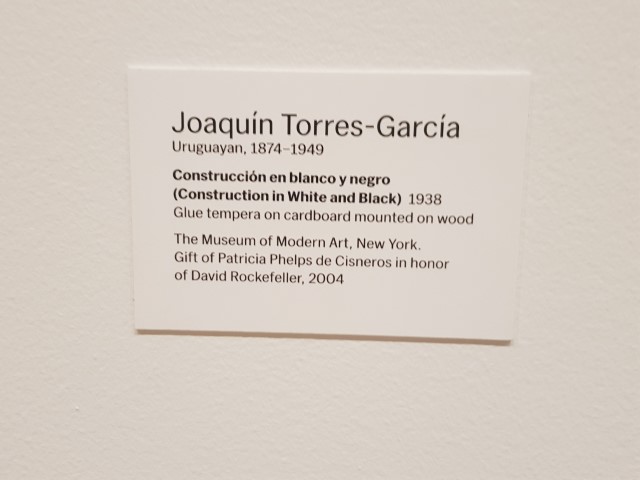 Joaquín Torres-García
Uruguayan, 1874–1949
Construcción en blanco y negro
(Construction in White and Black) 1938
Glue tempera on cardboard mounted on wood
The Museum of Modern Art, New York.
Gift of Patricia Phelps de Cisneros in honor
of David Rockefeller, 2004